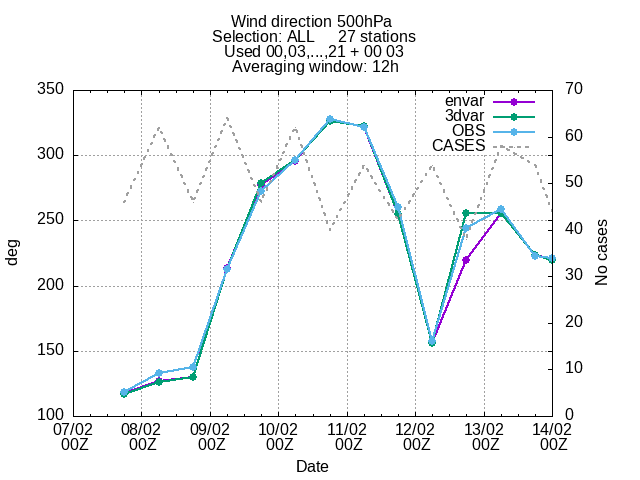 Wind direction 500hPa
Selection: ALL 27 stations
Used 00,03,...,21 + 00 03
Averaging window: 12h
350
300
250
200
150
100
deg
70
60
50
40
30
20
10
0
No cases
envar
3dvar
OBS
CASES
07/02 08/02 09/02 10/02 11/02 12/02 13/02 14/02
00Z 00Z 00Z 00Z 00Z 00Z 00Z 00Z
Date